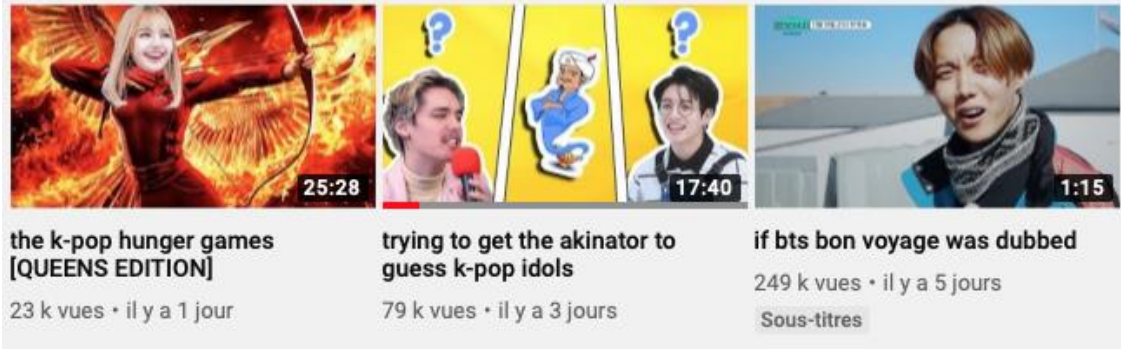 25:28
the k-pop hunger games
[QUEENS EDITION]
23 k vues • il y a 1 jour
?
?
17:40
trying to get the akinator to
guess k-pop idols
79 k vues • il y a 3 jours
1:15
if bts bon voyage was dubbed
249 k vues • il y a 5 jours
Sous-titres